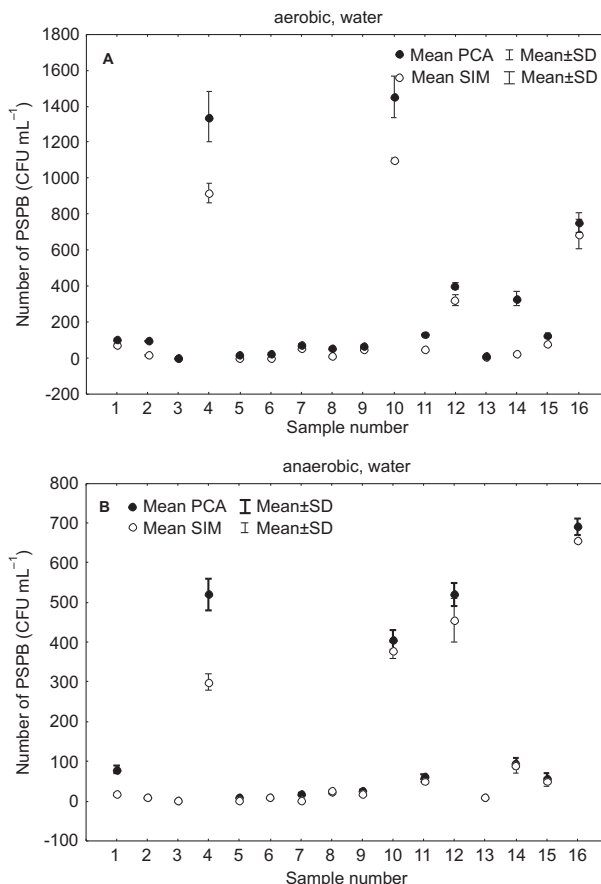 aerobic, water
A
Mean PCA Mean±SD
Mean SIM Mean±SD
Number of PSPB (CFU mL⁻¹)
1800
1600
1400
1200
1000
800
600
400
200
0
-200
1 2 3 4 5 6 7 8 9 10 11 12 13 14 15 16
Sample number
anaerobic, water
B
Mean PCA Mean±SD
Mean SIM Mean±SD
Number of PSPB (CFU mL⁻¹)
800
700
600
500
400
300
200
100
0
-100
1 2 3 4 5 6 7 8 9 10 11 12 13 14 15 16
Sample number